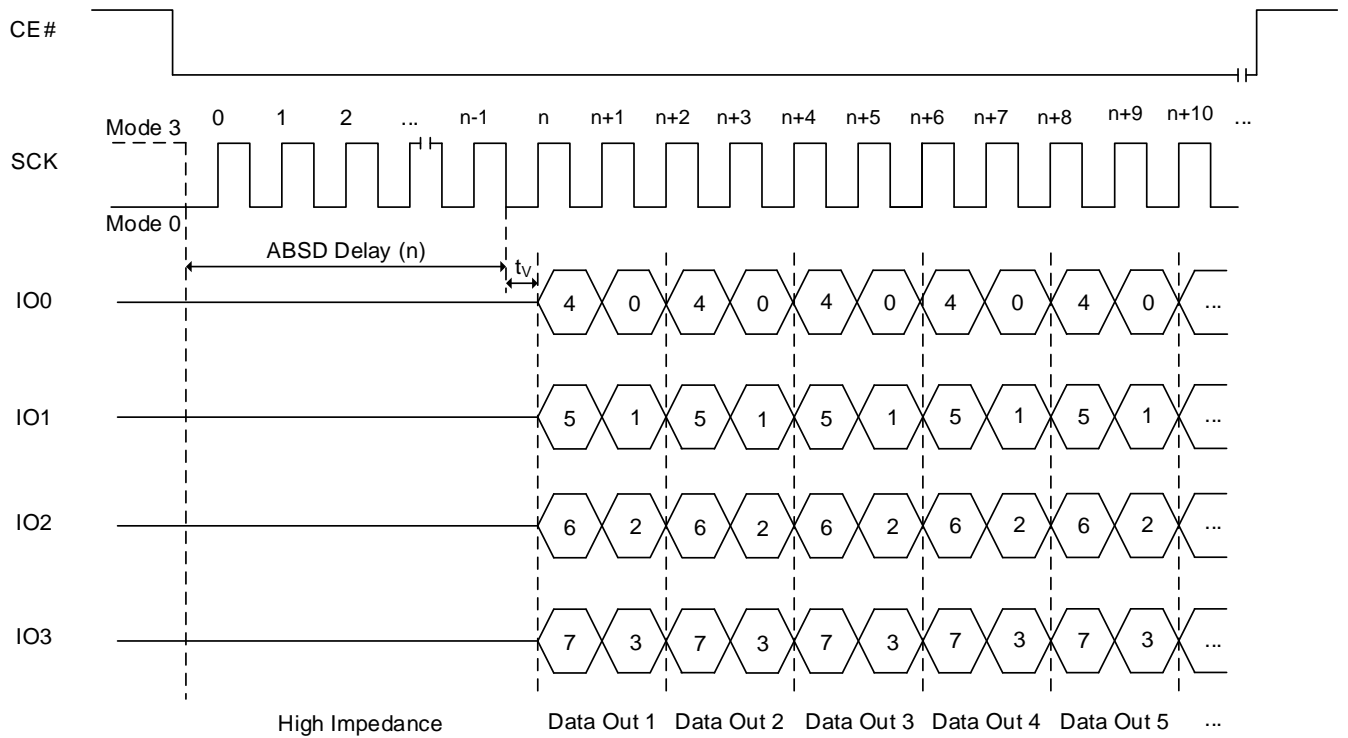 CE#
0 1 2 ... n-1 n n+1 n+2 n+3 n+4 n+5 n+6 n+7 n+8 n+9 n+10 ...
Mode 3
SCK
Mode 0
ABSD Delay (n)
tV
IO0 4 0 4 0 4 0 4 0 4 0 ...
IO1 5 1 5 1 5 1 5 1 5 1 ...
IO2 6 2 6 2 6 2 6 2 6 2 ...
IO3 7 3 7 3 7 3 7 3 7 3 ...
High Impedance Data Out 1 Data Out 2 Data Out 3 Data Out 4 Data Out 5 ...